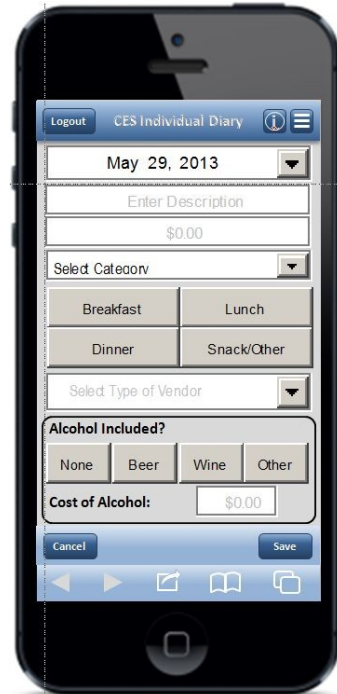 Logout CES Individual Diary
May 29, 2013
Enter Description
$0.00
Select Category
Breakfast Lunch
Dinner Snack/Other
Select Type of Vendor
Alcohol Included?
None Beer Wine Other
Cost of Alcohol: $0.00
Cancel Save